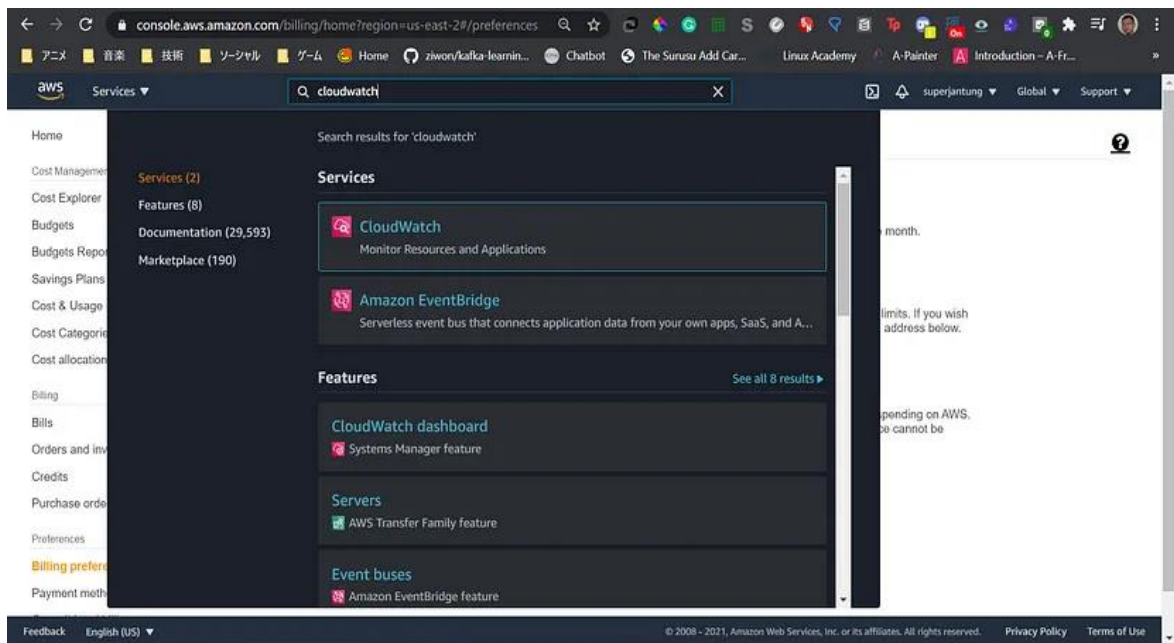 console.aws.amazon.com/billing/home?region=us-east-2#/preferences
アニメ 音楽 技術 ソーシャル ゲーム Home ziwon/kafka-learnin... Chatbot The Surusu Add Car... Linux Academy A-Painter Introduction – A-Fr... »
aws Services ▼ cloudwatch superjantung ▼ Global ▼ Support ▼
Search results for 'cloudwatch'
Home
Cost Managemen
Cost Explorer
Budgets
Budgets Repor
Savings Plans
Cost & Usage
Cost Categorie
Cost allocation
Billing
Bills
Orders and inv
Credits
Purchase orde
Preferences
Billing prefere
Payment meth
Services (2)
Features (8)
Documentation (29,593)
Marketplace (190)
Services
CloudWatch
Monitor Resources and Applications
Amazon EventBridge
Serverless event bus that connects application data from your own apps, SaaS, and A...
Features
See all 8 results ▸
CloudWatch dashboard
Systems Manager feature
Servers
AWS Transfer Family feature
Event buses
Amazon EventBridge feature
month.
limits. If you wish
address below.
spending on AWS.
ce cannot be
Feedback English (US) ▼ © 2008 - 2021, Amazon Web Services, Inc. or its affiliates. All rights reserved. Privacy Policy Terms of Use